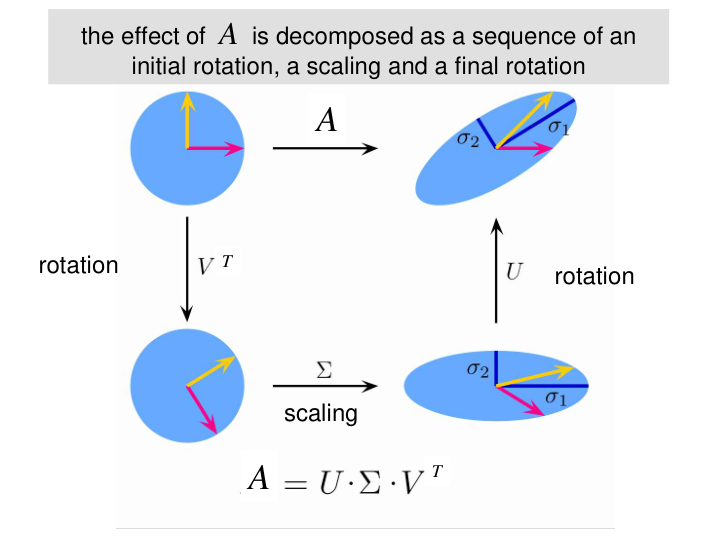 the effect of A is decomposed as a sequence of an
initial rotation, a scaling and a final rotation
A
σ₂
σ₁
rotation
V ᵀ
U
rotation
Σ
scaling
σ₂
σ₁
A = U·Σ·V ᵀ